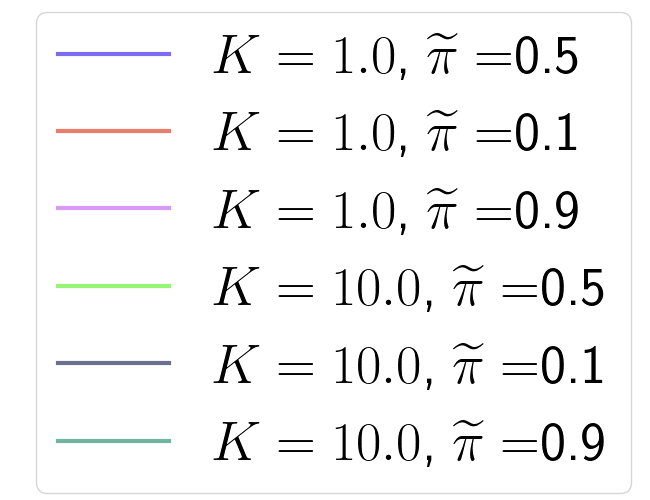 K = 1.0, π̃ =0.5
K = 1.0, π̃ =0.1
K = 1.0, π̃ =0.9
K = 10.0, π̃ =0.5
K = 10.0, π̃ =0.1
K = 10.0, π̃ =0.9